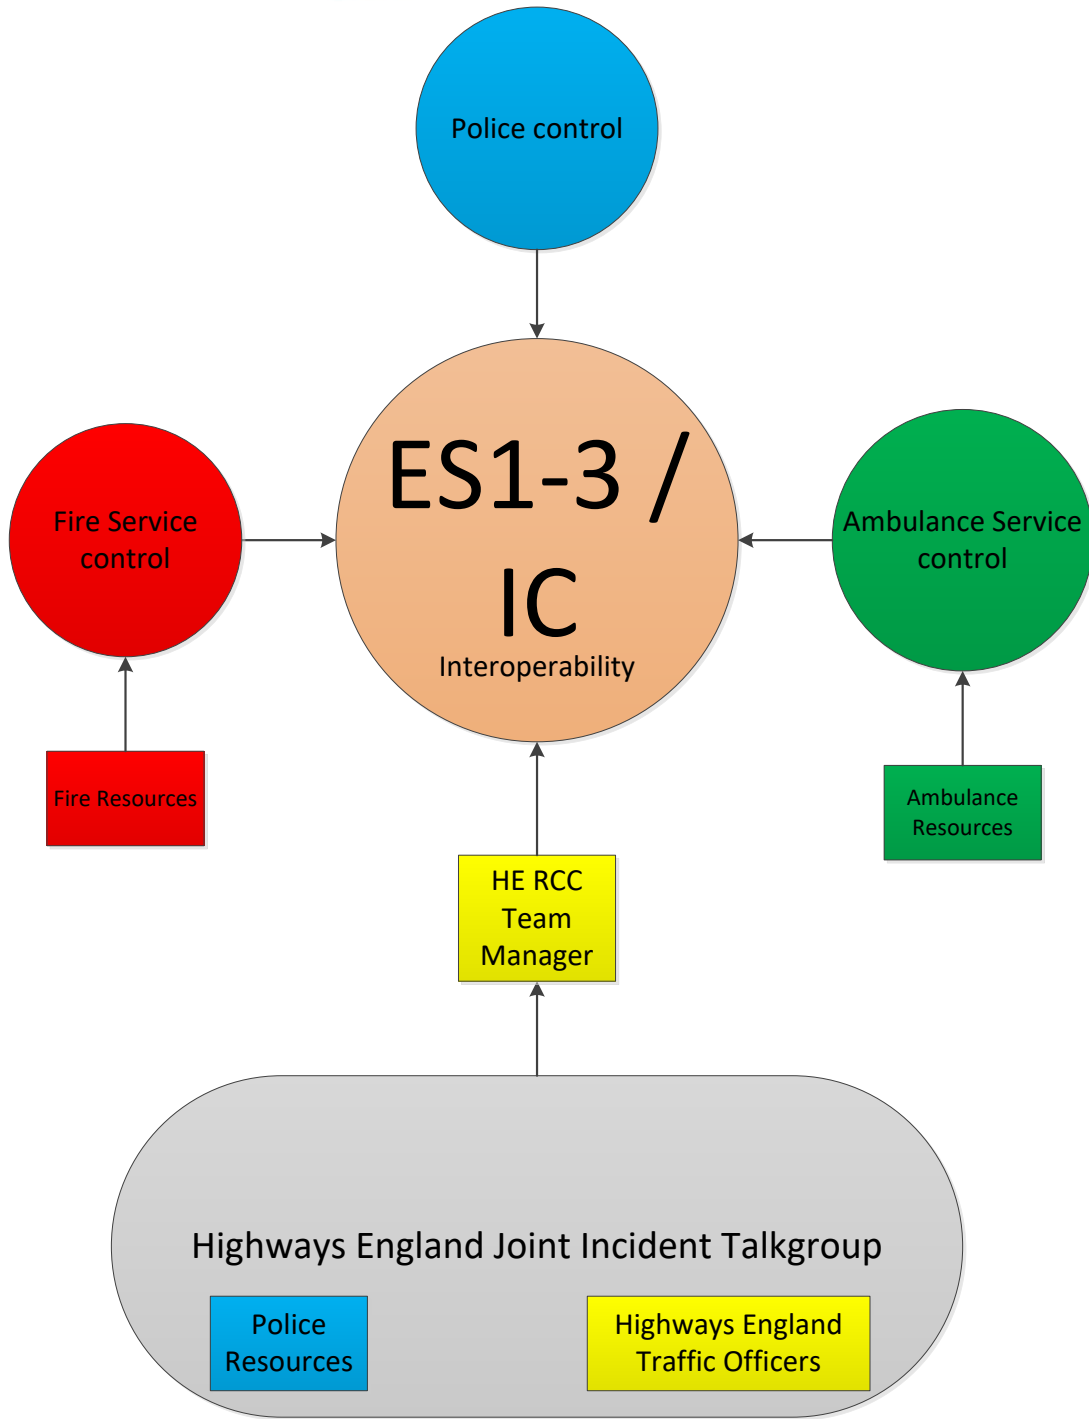 Police control
ES1-3 /
IC
Interoperability
Fire Service
control
Ambulance Service
control
Fire Resources
Ambulance
Resources
HE RCC
Team
Manager
Highways England Joint Incident Talkgroup
Police
Resources
Highways England
Traffic Officers